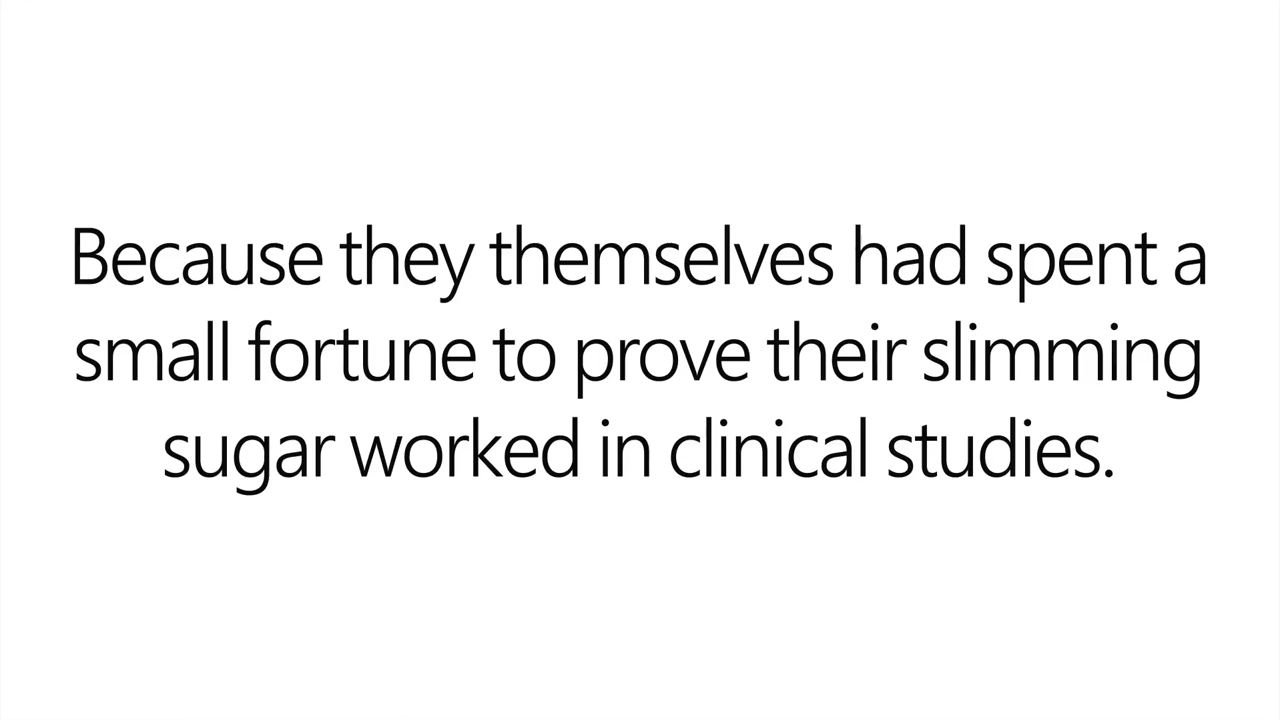 Because they themselves had spent a
small fortune to prove their slimming
sugar worked in clinical studies.